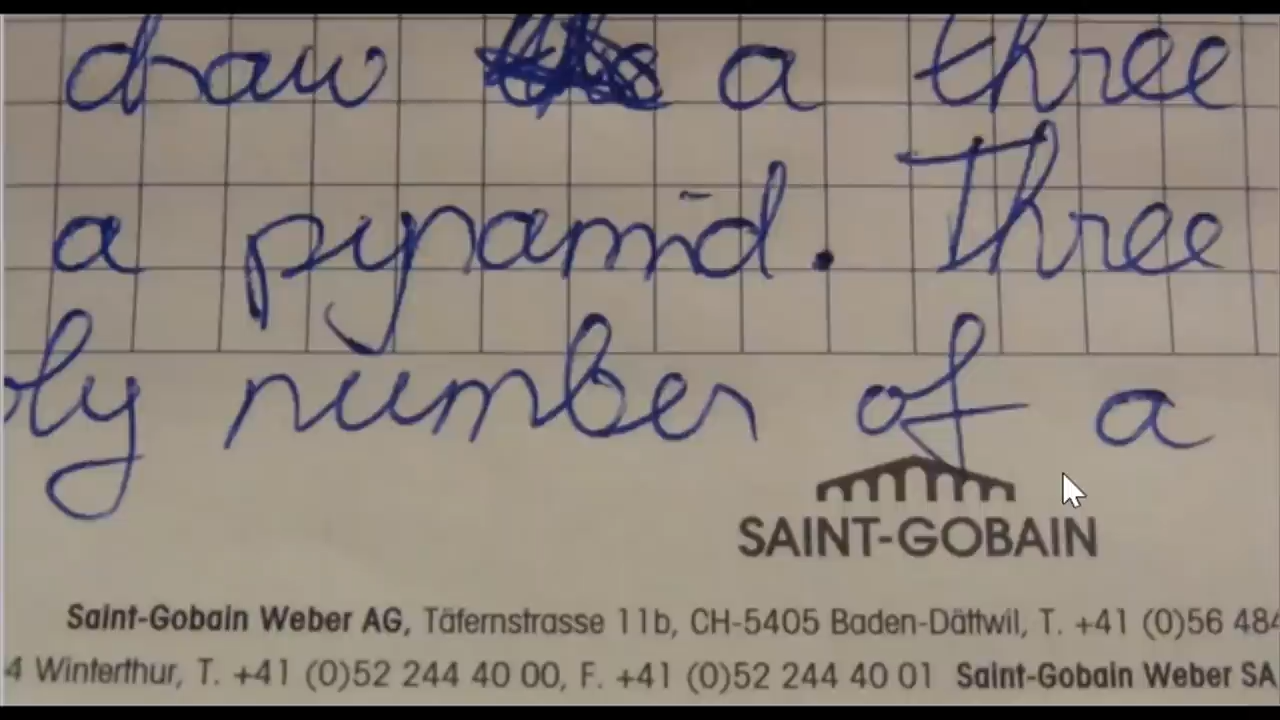 draw a three
a pyramid. Three
oly number of a
SAINT-GOBAIN
Saint-Gobain Weber AG, Täfernstrasse 11b, CH-5405 Baden-Dättwil, T. +41 (0)56 484
4 Winterthur, T. +41 (0)52 244 40 00, F. +41 (0)52 244 40 01 Saint-Gobain Weber SA